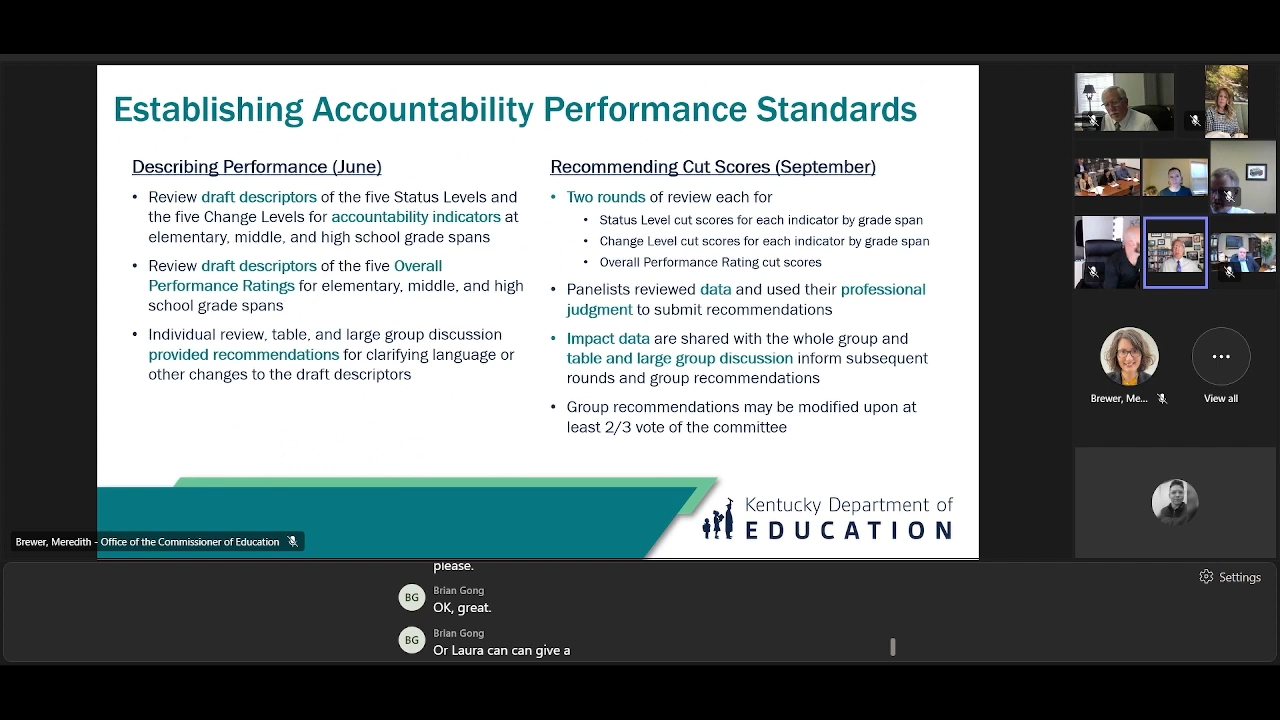 Establishing Accountability Performance Standards
Describing Performance (June)
• Review draft descriptors of the five Status Levels and
the five Change Levels for accountability indicators at
elementary, middle, and high school grade spans
• Review draft descriptors of the five Overall
Performance Ratings for elementary, middle, and high
school grade spans
• Individual review, table, and large group discussion
provided recommendations for clarifying language or
other changes to the draft descriptors
Recommending Cut Scores (September)
• Two rounds of review each for
• Status Level cut scores for each indicator by grade span
• Change Level cut scores for each indicator by grade span
• Overall Performance Rating cut scores
• Panelists reviewed data and used their professional
judgment to submit recommendations
• Impact data are shared with the whole group and
table and large group discussion inform subsequent
rounds and group recommendations
• Group recommendations may be modified upon at
least 2/3 vote of the committee
Kentucky Department of
EDUCATION
Brewer, Meredith - Office of the Commissioner of Education
Brewer, Me...
View all
please.
Settings
BG
Brian Gong
OK, great.
BG
Brian Gong
Or Laura can can give a